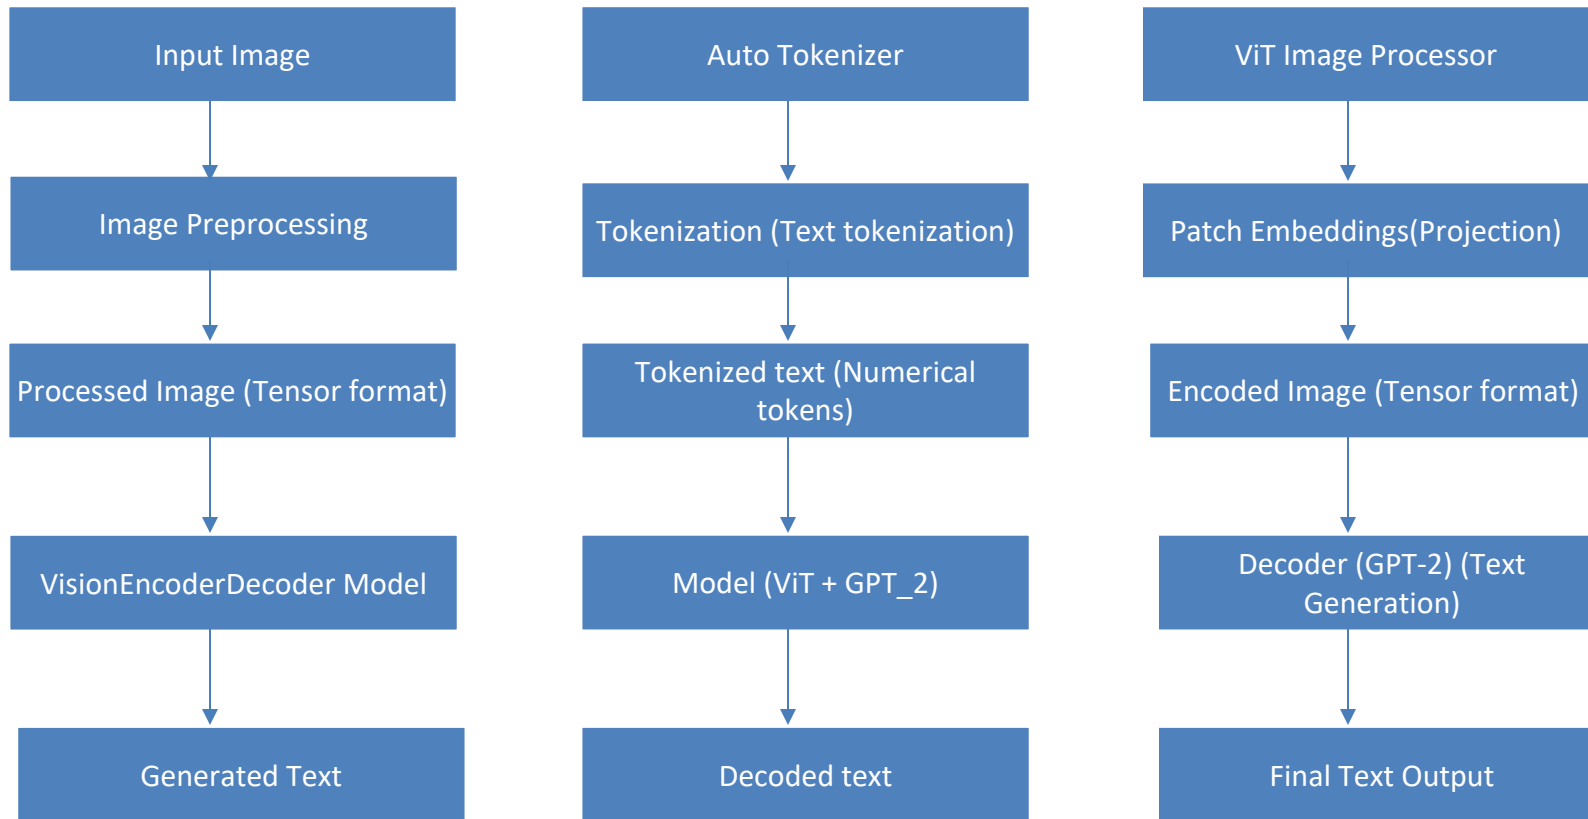 Input Image
Image Preprocessing
Processed Image (Tensor format)
VisionEncoderDecoder Model
Generated Text
Auto Tokenizer
Tokenization (Text tokenization)
Tokenized text (Numerical
tokens)
Model (ViT + GPT_2)
Decoded text
ViT Image Processor
Patch Embeddings(Projection)
Encoded Image (Tensor format)
Decoder (GPT-2) (Text
Generation)
Final Text Output